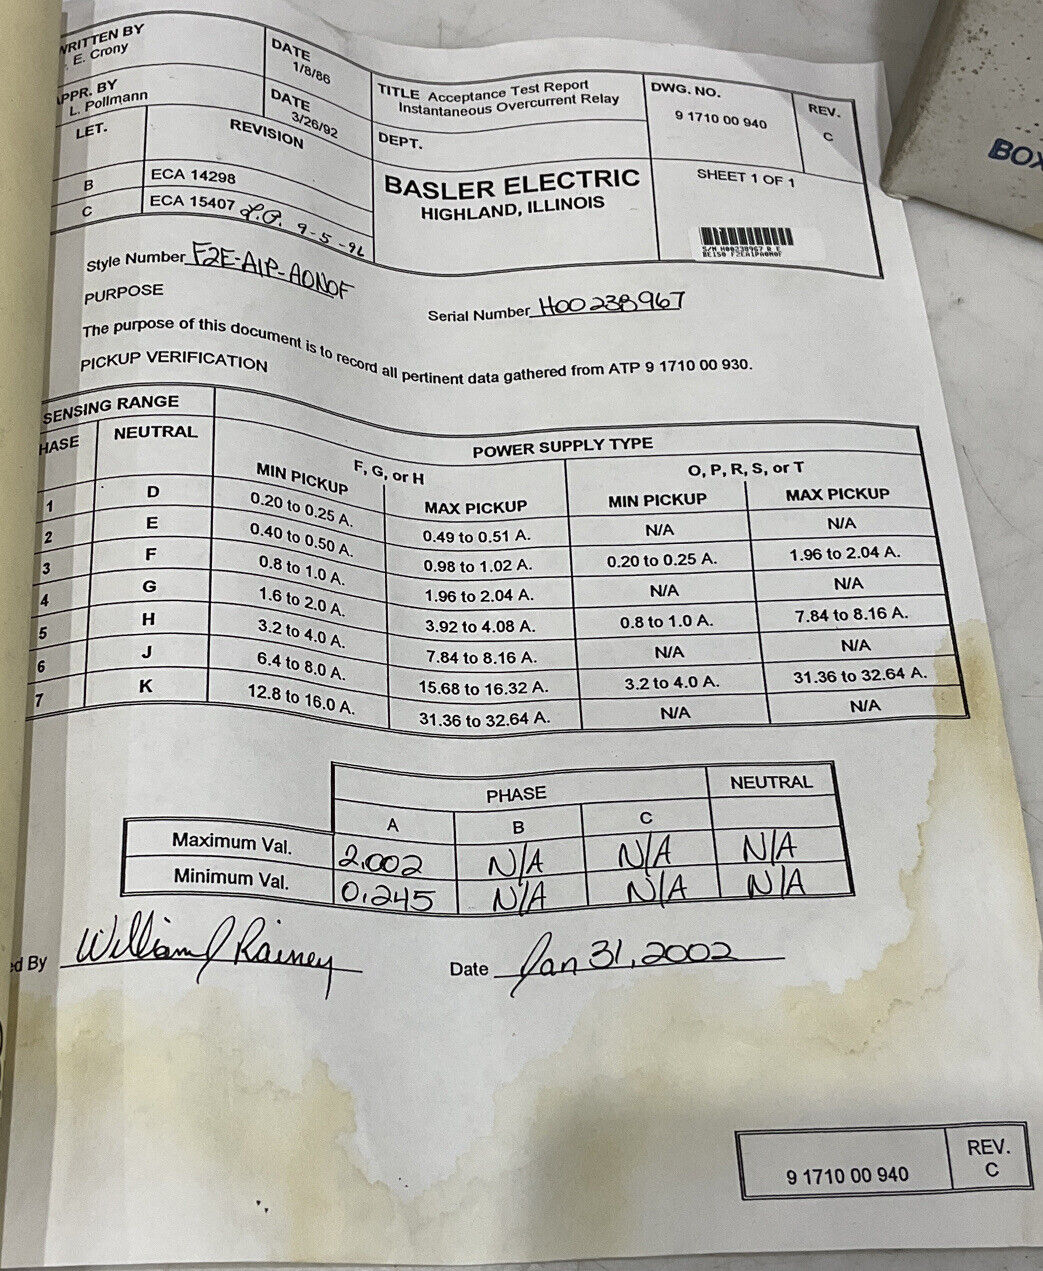 WRITTEN BY
E. Crony
DATE
1/8/86
APPR. BY
L. Pollmann
DATE
3/26/92
TITLE Acceptance Test Report
Instantaneous Overcurrent Relay
DWG. NO.
9 1710 00 940
REV.
C
LET.
REVISION
DEPT.
B
ECA 14298
C
ECA 15407 L.P. 9-5-96
BASLER ELECTRIC
HIGHLAND, ILLINOIS
SHEET 1 OF 1
S/N H00238967 R E
BE150 F2EA1PA0N0F
BOX
Style Number F2E-A1P-A0N0F
Serial Number H00238967
PURPOSE
The purpose of this document is to record all pertinent data gathered from ATP 9 1710 00 930.
PICKUP VERIFICATION
SENSING RANGE
POWER SUPPLY TYPE
HASE NEUTRAL
F, G, or H
O, P, R, S, or T
MIN PICKUP MAX PICKUP MIN PICKUP MAX PICKUP
1 D 0.20 to 0.25 A. 0.49 to 0.51 A. N/A N/A
2 E 0.40 to 0.50 A. 0.98 to 1.02 A. 0.20 to 0.25 A. 1.96 to 2.04 A.
3 F 0.8 to 1.0 A. 1.96 to 2.04 A. N/A N/A
4 G 1.6 to 2.0 A. 3.92 to 4.08 A. 0.8 to 1.0 A. 7.84 to 8.16 A.
5 H 3.2 to 4.0 A. 7.84 to 8.16 A. N/A N/A
6 J 6.4 to 8.0 A. 15.68 to 16.32 A. 3.2 to 4.0 A. 31.36 to 32.64 A.
7 K 12.8 to 16.0 A. 31.36 to 32.64 A. N/A N/A
PHASE NEUTRAL
A B C
Maximum Val. 2.002 N/A N/A N/A
Minimum Val. 0.245 N/A N/A N/A
ed By William J Rainey
Date Jan 31, 2002
9 1710 00 940
REV.
C